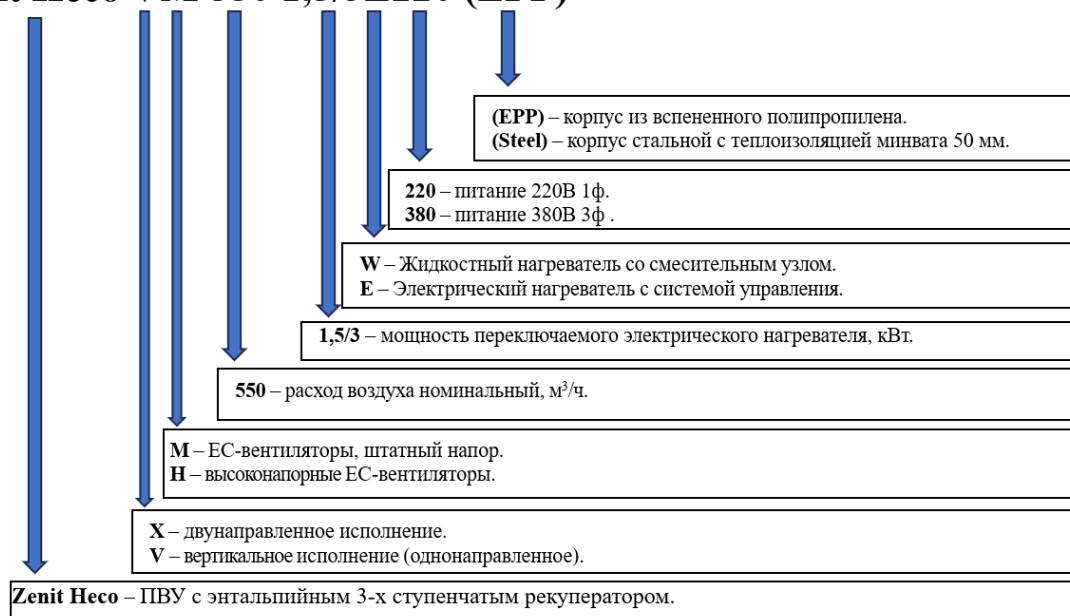 (EPP) – корпус из вспененного полипропилена.
(Steel) – корпус стальной с теплоизоляцией минвата 50 мм.
220 – питание 220В 1ф.
380 – питание 380В 3ф .
W – Жидкостный нагреватель со смесительным узлом.
E – Электрический нагреватель с системой управления.
1,5/3 – мощность переключаемого электрического нагревателя, кВт.
550 – расход воздуха номинальный, м³/ч.
M – ЕС-вентиляторы, штатный напор.
H – высоконапорные ЕС-вентиляторы.
X – двунаправленное исполнение.
V – вертикальное исполнение (однонаправленное).
Zenit Heco – ПВУ с энтальпийным 3-х ступенчатым рекуператором.